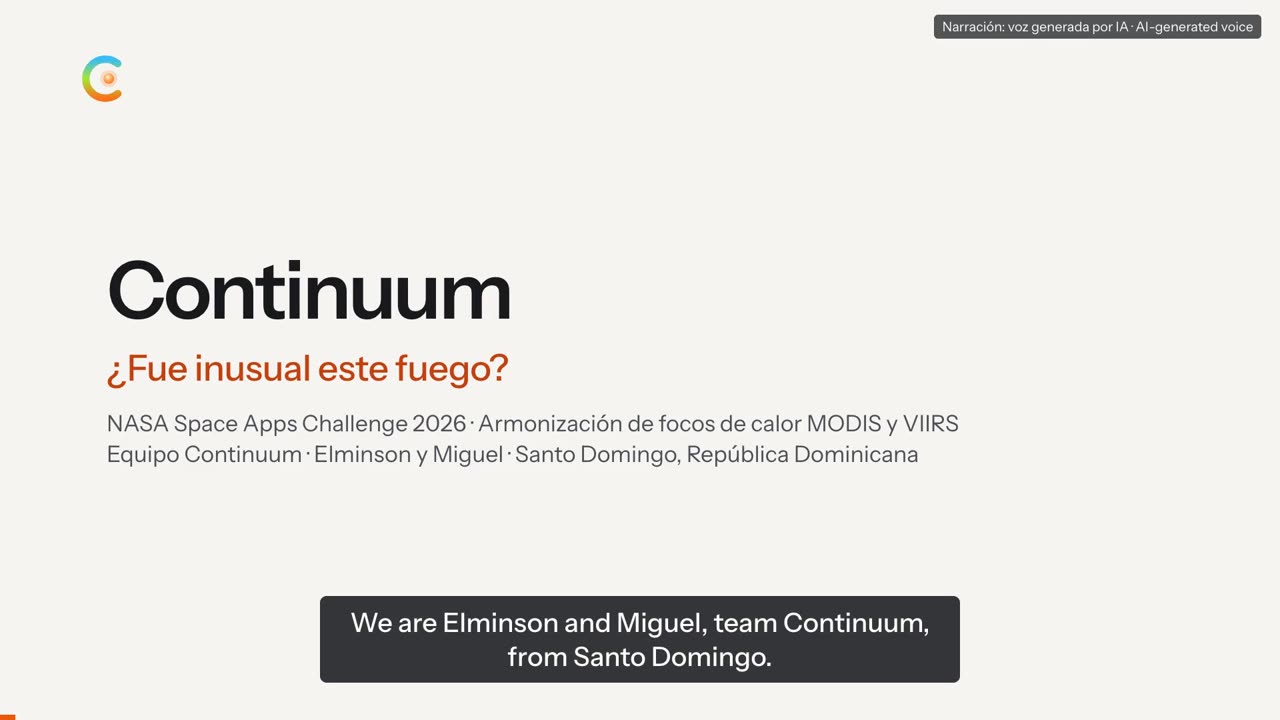 Narración: voz generada por IA · AI-generated voice
Continuum
¿Fue inusual este fuego?
NASA Space Apps Challenge 2026 · Armonización de focos de calor MODIS y VIIRS
Equipo Continuum · Elminson y Miguel · Santo Domingo, República Dominicana
We are Elminson and Miguel, team Continuum,
from Santo Domingo.